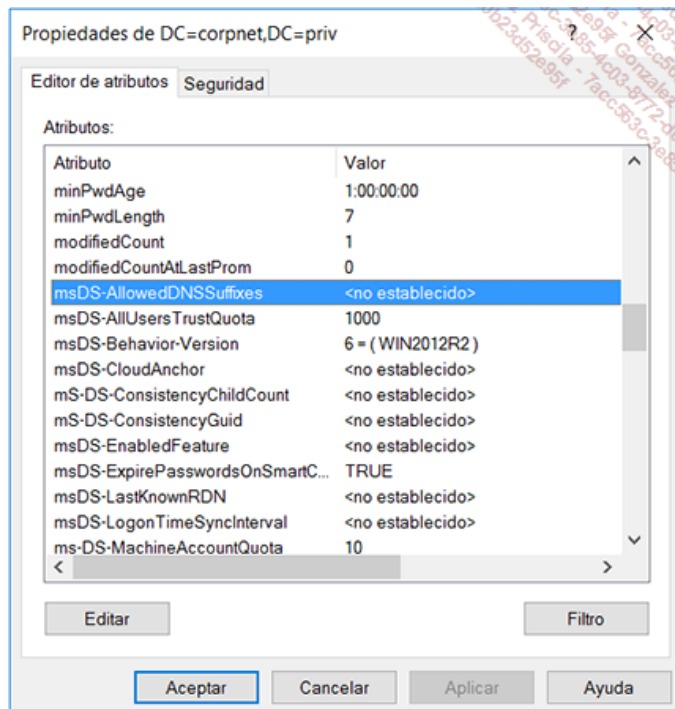 Propiedades de DC=corpnet,DC=priv ? ×
Editor de atributos Seguridad
Atributos:
Atributo Valor
minPwdAge 1:00:00:00
minPwdLength 7
modifiedCount 1
modifiedCountAtLastProm 0
msDS-AllowedDNSSuffixes <no establecido>
msDS-AllUsersTrustQuota 1000
msDS-Behavior-Version 6 = ( WIN2012R2 )
msDS-CloudAnchor <no establecido>
mS-DS-ConsistencyChildCount <no establecido>
mS-DS-ConsistencyGuid <no establecido>
msDS-EnabledFeature <no establecido>
msDS-ExpirePasswordsOnSmartC... TRUE
msDS-LastKnownRDN <no establecido>
msDS-LogonTimeSyncInterval <no establecido>
ms-DS-MachineAccountQuota 10
Editar Filtro
Aceptar Cancelar Aplicar Ayuda